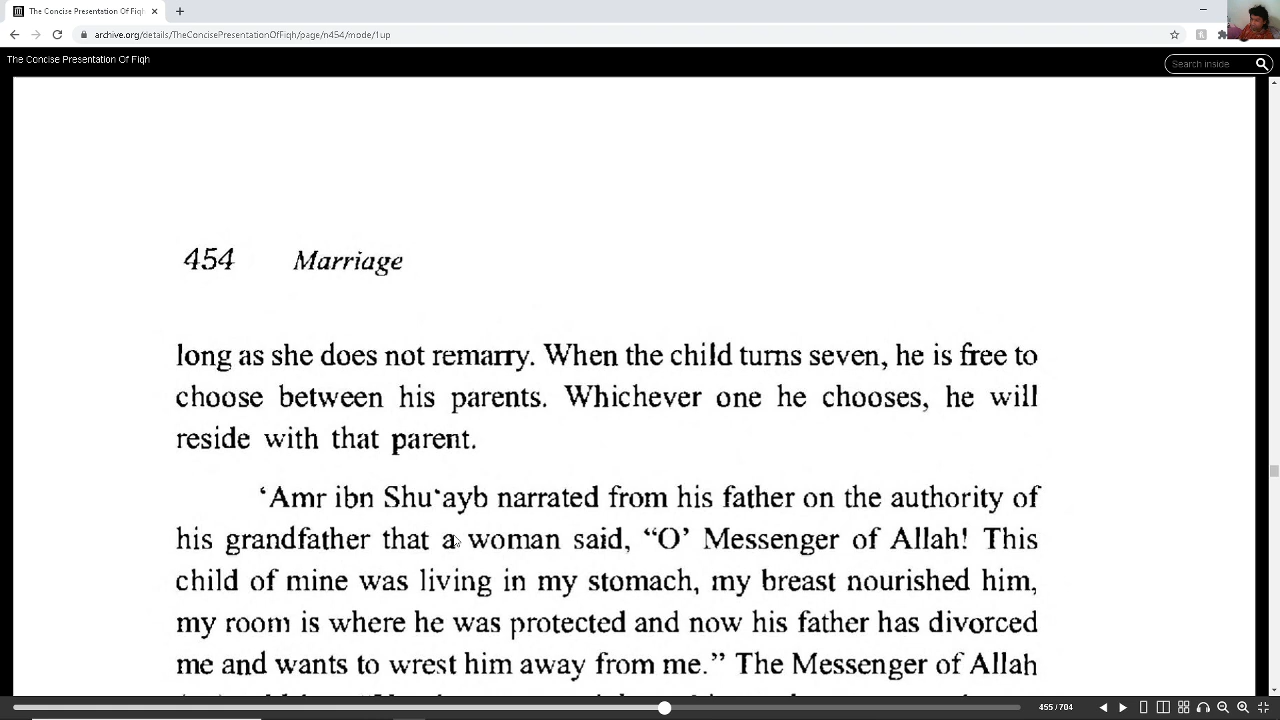 The Concise Presentation Of Fi
archive.org/details/TheConcisePresentationOfFiqh/page/n454/mode/1up
The Concise Presentation Of Fiqh
Search inside
454 Marriage
long as she does not remarry. When the child turns seven, he is free to
choose between his parents. Whichever one he chooses, he will
reside with that parent.
‘Amr ibn Shu‘ayb narrated from his father on the authority of
his grandfather that a woman said, “O’ Messenger of Allah! This
child of mine was living in my stomach, my breast nourished him,
my room is where he was protected and now his father has divorced
me and wants to wrest him away from me.” The Messenger of Allah
455 / 704